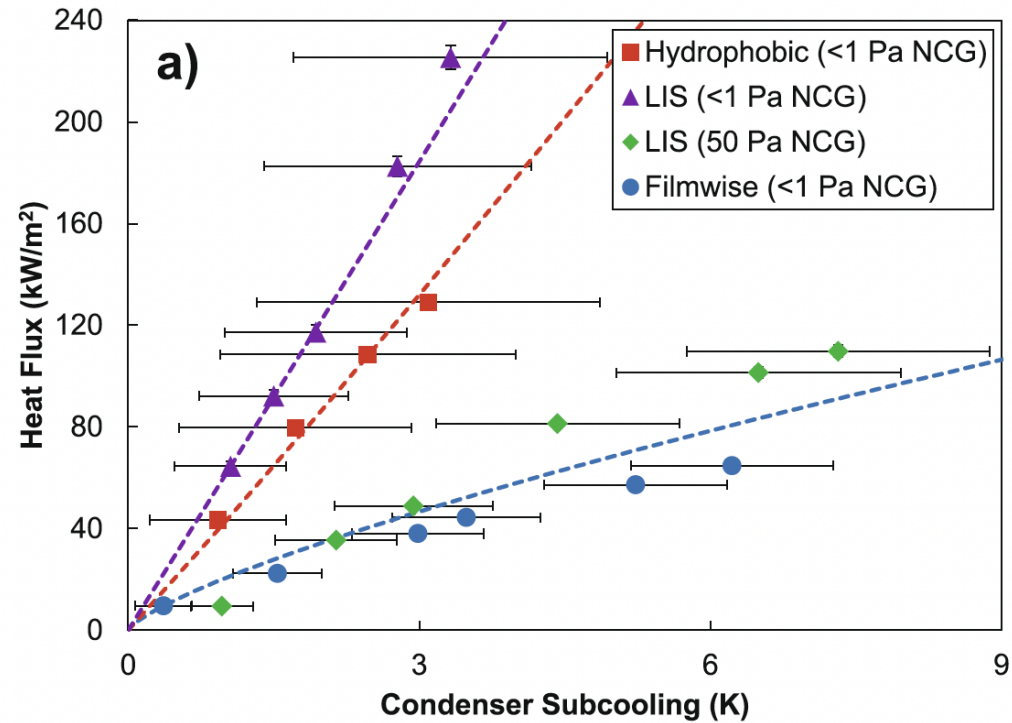 a)
Hydrophobic (<1 Pa NCG)
LIS (<1 Pa NCG)
LIS (50 Pa NCG)
Filmwise (<1 Pa NCG)
Heat Flux (kW/m²)
240
200
160
120
80
40
0
0 3 6 9
Condenser Subcooling (K)